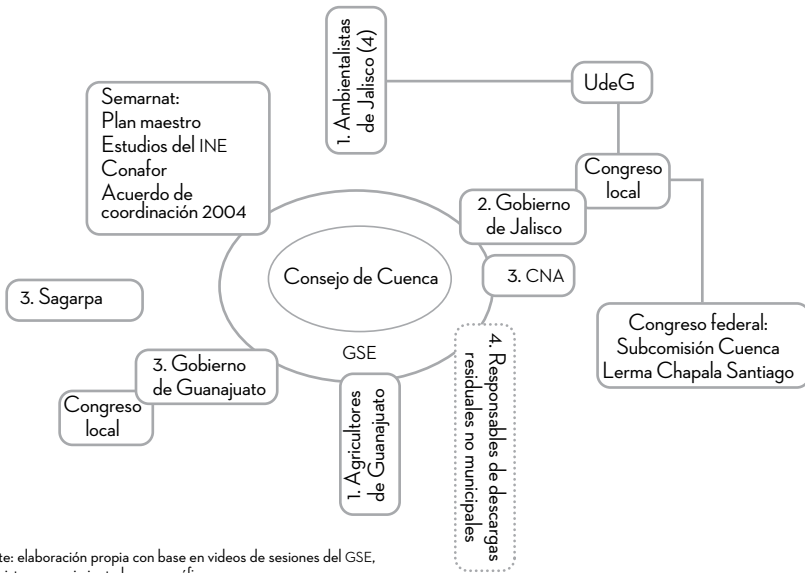 1. Ambientalistas
de Jalisco (4)
UdeG
Semarnat:
Plan maestro
Estudios del INE
Conafor
Acuerdo de
coordinación 2004
Congreso
local
2. Gobierno
de Jalisco
Consejo de Cuenca
3. CNA
3. Sagarpa
Congreso federal:
Subcomisión Cuenca
Lerma Chapala Santiago
GSE
3. Gobierno
de Guanajuato
Congreso
local
1. Agricultores
de Guanajuato
4. Responsables de descargas
residuales no municipales
te: elaboración propia con base en videos de sesiones del GSE,